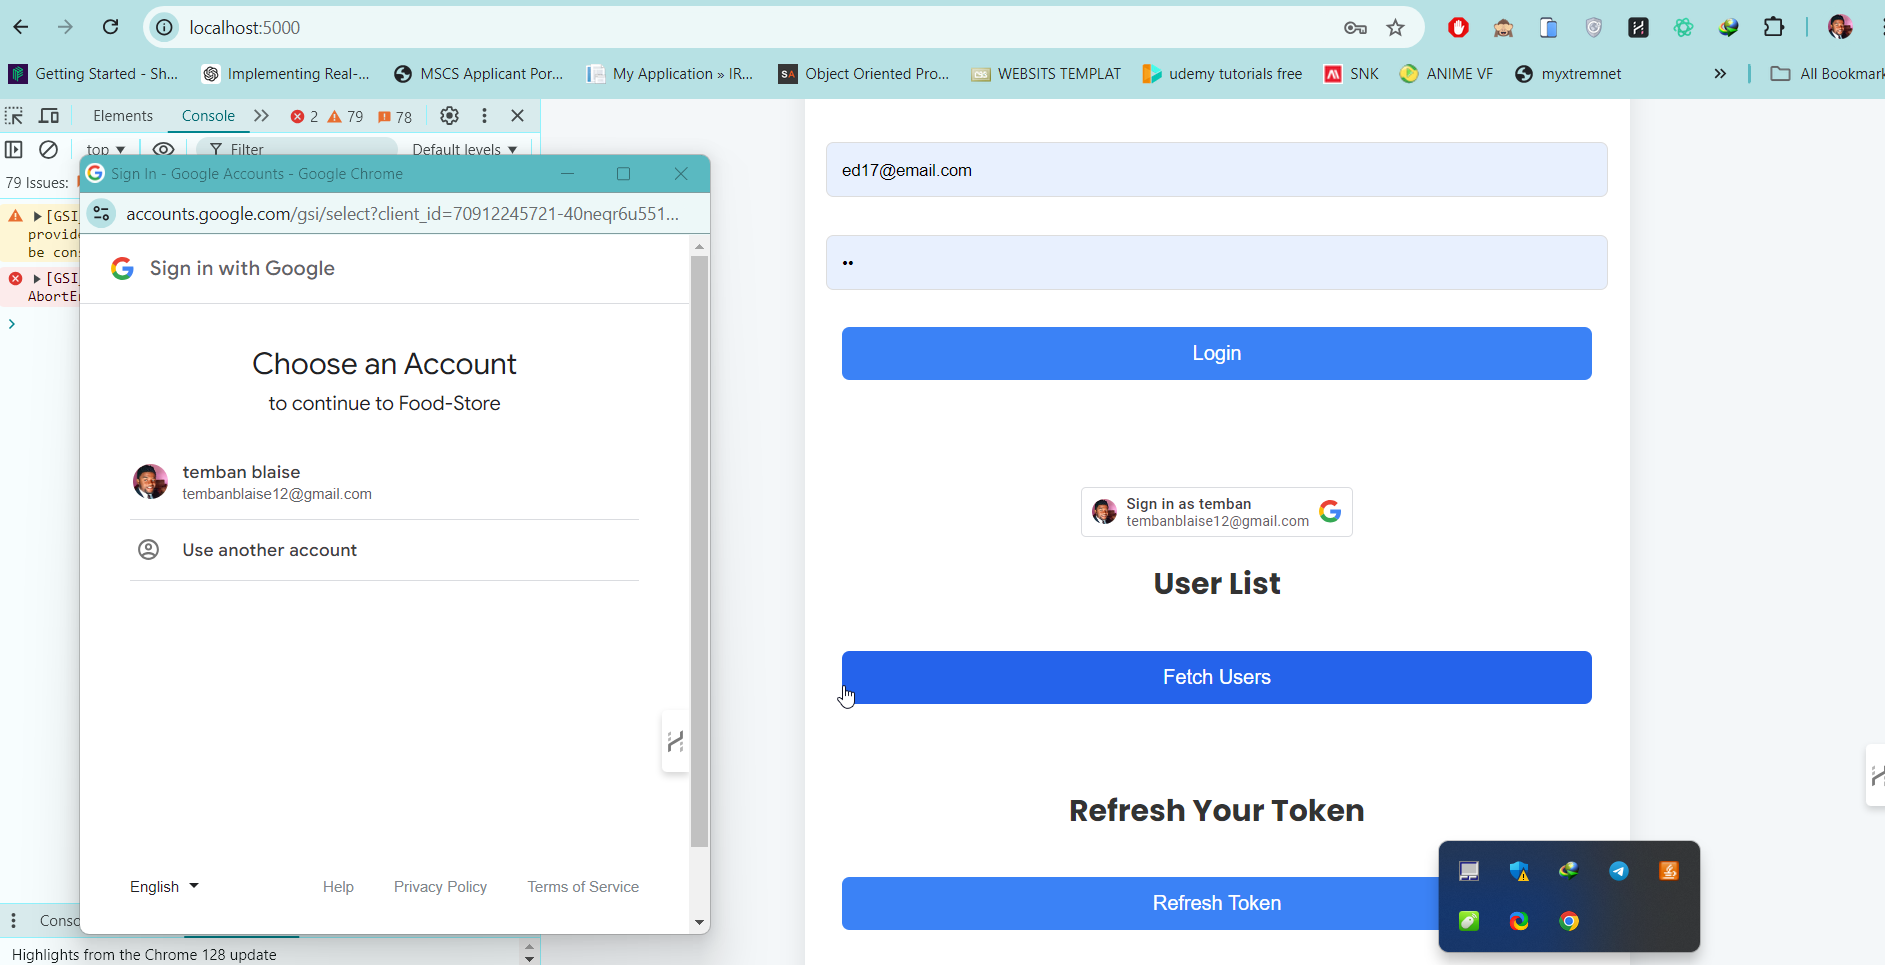 localhost:5000
Getting Started - Sh...
Implementing Real-...
MSCS Applicant Por...
My Application » IR...
SA
Object Oriented Pro...
CSS
WEBSITS TEMPLAT
udemy tutorials free
SNK
ANIME VF
myxtremnet
All Bookmark
Elements
Console
2
79
78
top
Filter
Default levels
79 Issues:
[GSI
provid
be con
[GSI
AbortE
Sign In - Google Accounts - Google Chrome
accounts.google.com/gsi/select?client_id=70912245721-40neqr6u551...
Sign in with Google
Choose an Account
to continue to Food-Store
temban blaise
tembanblaise12@gmail.com
Use another account
English
Help
Privacy Policy
Terms of Service
Conso
Highlights from the Chrome 128 update
ed17@email.com
••
Login
Sign in as temban
tembanblaise12@gmail.com
User List
Fetch Users
Refresh Your Token
Refresh Token